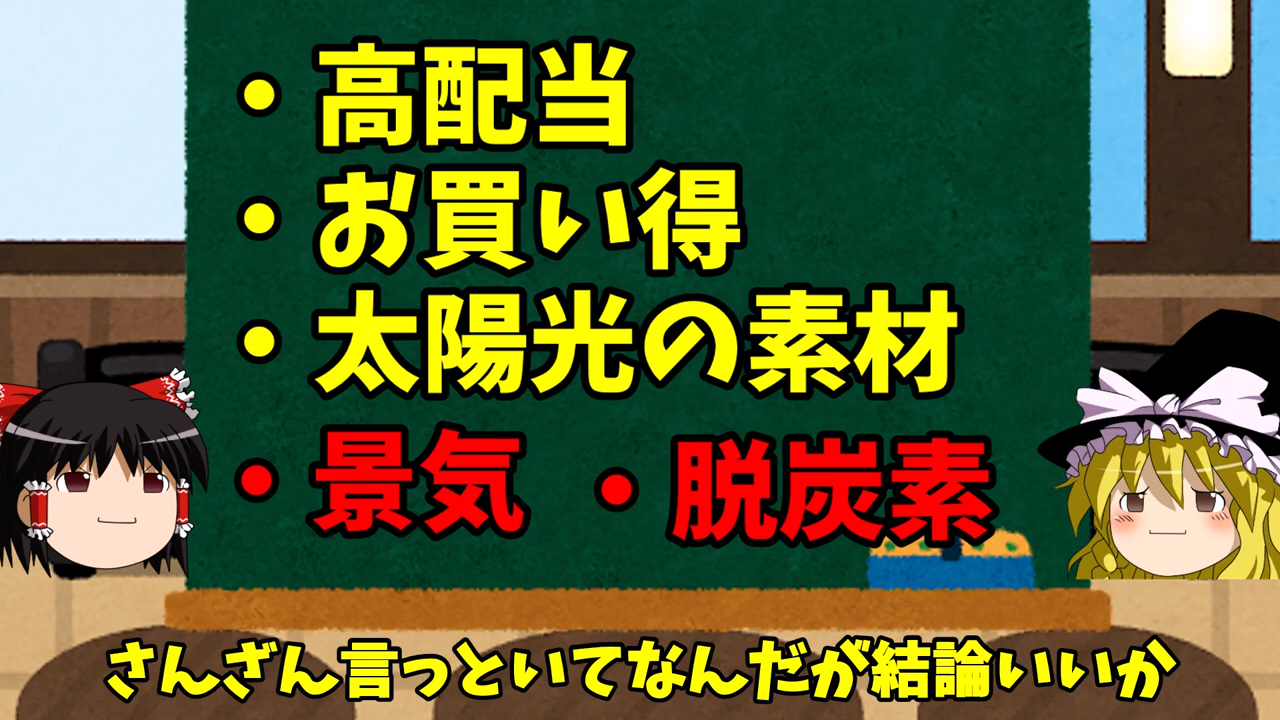 ・高配当
・お買い得
・太陽光の素材
・景気 ・脱炭素
さんざん言っといてなんだが結論いいか